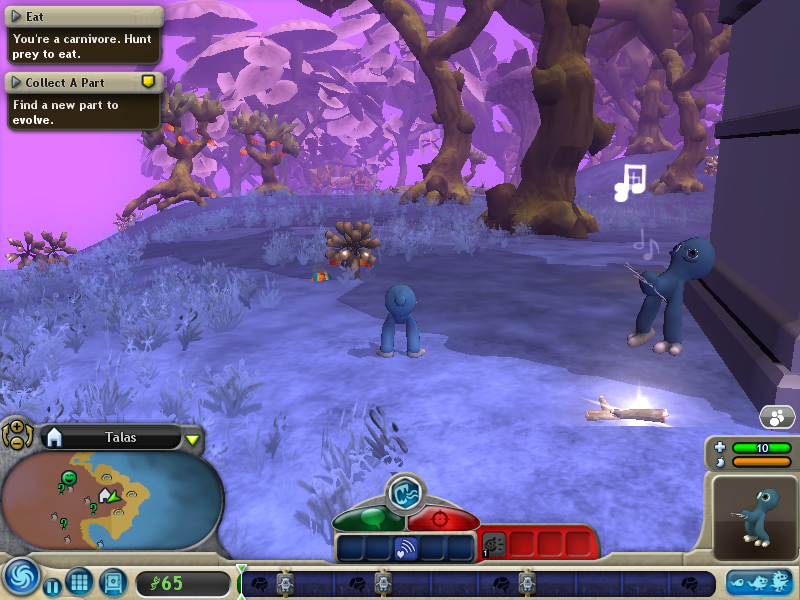 Eat
You're a carnivore. Hunt
prey to eat.
Collect A Part
Find a new part to
evolve.
Talas
10
1
65